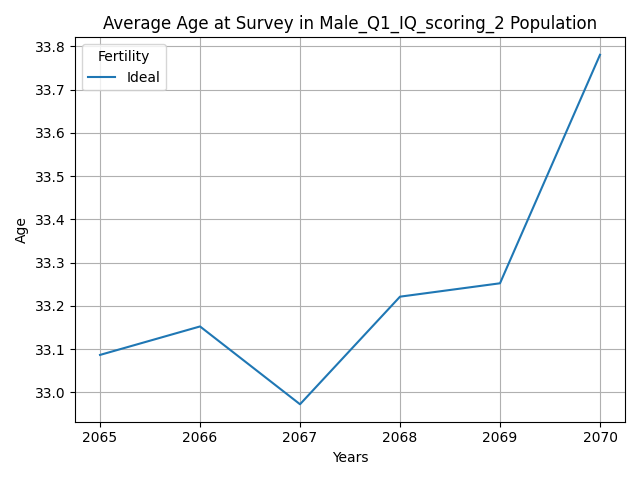 Average Age at Survey in Male_Q1_IQ_scoring_2 Population
Fertility
Ideal
33.8
33.7
33.6
33.5
33.4
33.3
33.2
33.1
33.0
Age
2065 2066 2067 2068 2069 2070
Years